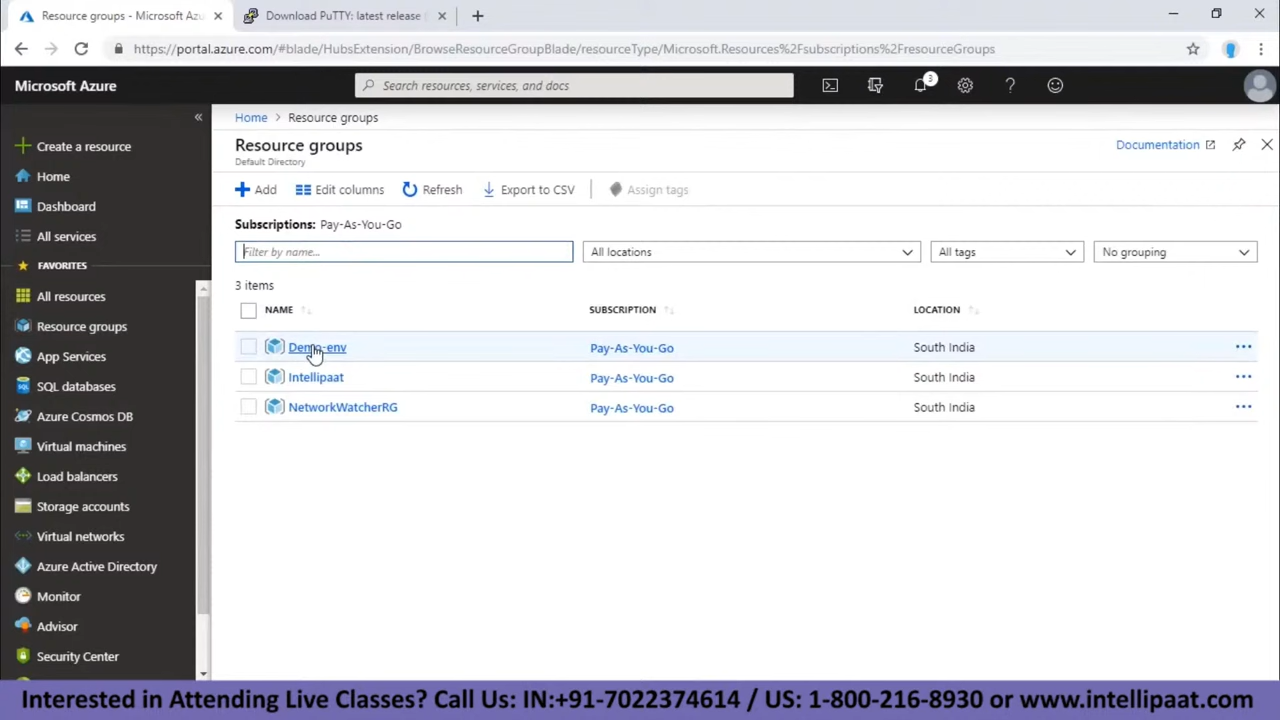 Resource groups - Microsoft Azu
Download PuTTY: latest release
https://portal.azure.com/#blade/HubsExtension/BrowseResourceGroupBlade/resourceType/Microsoft.Resources%2Fsubscriptions%2FresourceGroups
Microsoft Azure
Search resources, services, and docs
3
Create a resource
Home
Dashboard
All services
FAVORITES
All resources
Resource groups
App Services
SQL databases
Azure Cosmos DB
Virtual machines
Load balancers
Storage accounts
Virtual networks
Azure Active Directory
Monitor
Advisor
Security Center
Home > Resource groups
Resource groups
Default Directory
Documentation
Add Edit columns Refresh Export to CSV Assign tags
Subscriptions: Pay-As-You-Go
Filter by name... All locations All tags No grouping
3 items
NAME SUBSCRIPTION LOCATION
Demo-env Pay-As-You-Go South India
Intellipaat Pay-As-You-Go South India
NetworkWatcherRG Pay-As-You-Go South India
Interested in Attending Live Classes? Call Us: IN:+91-7022374614 / US: 1-800-216-8930 or www.intellipaat.com